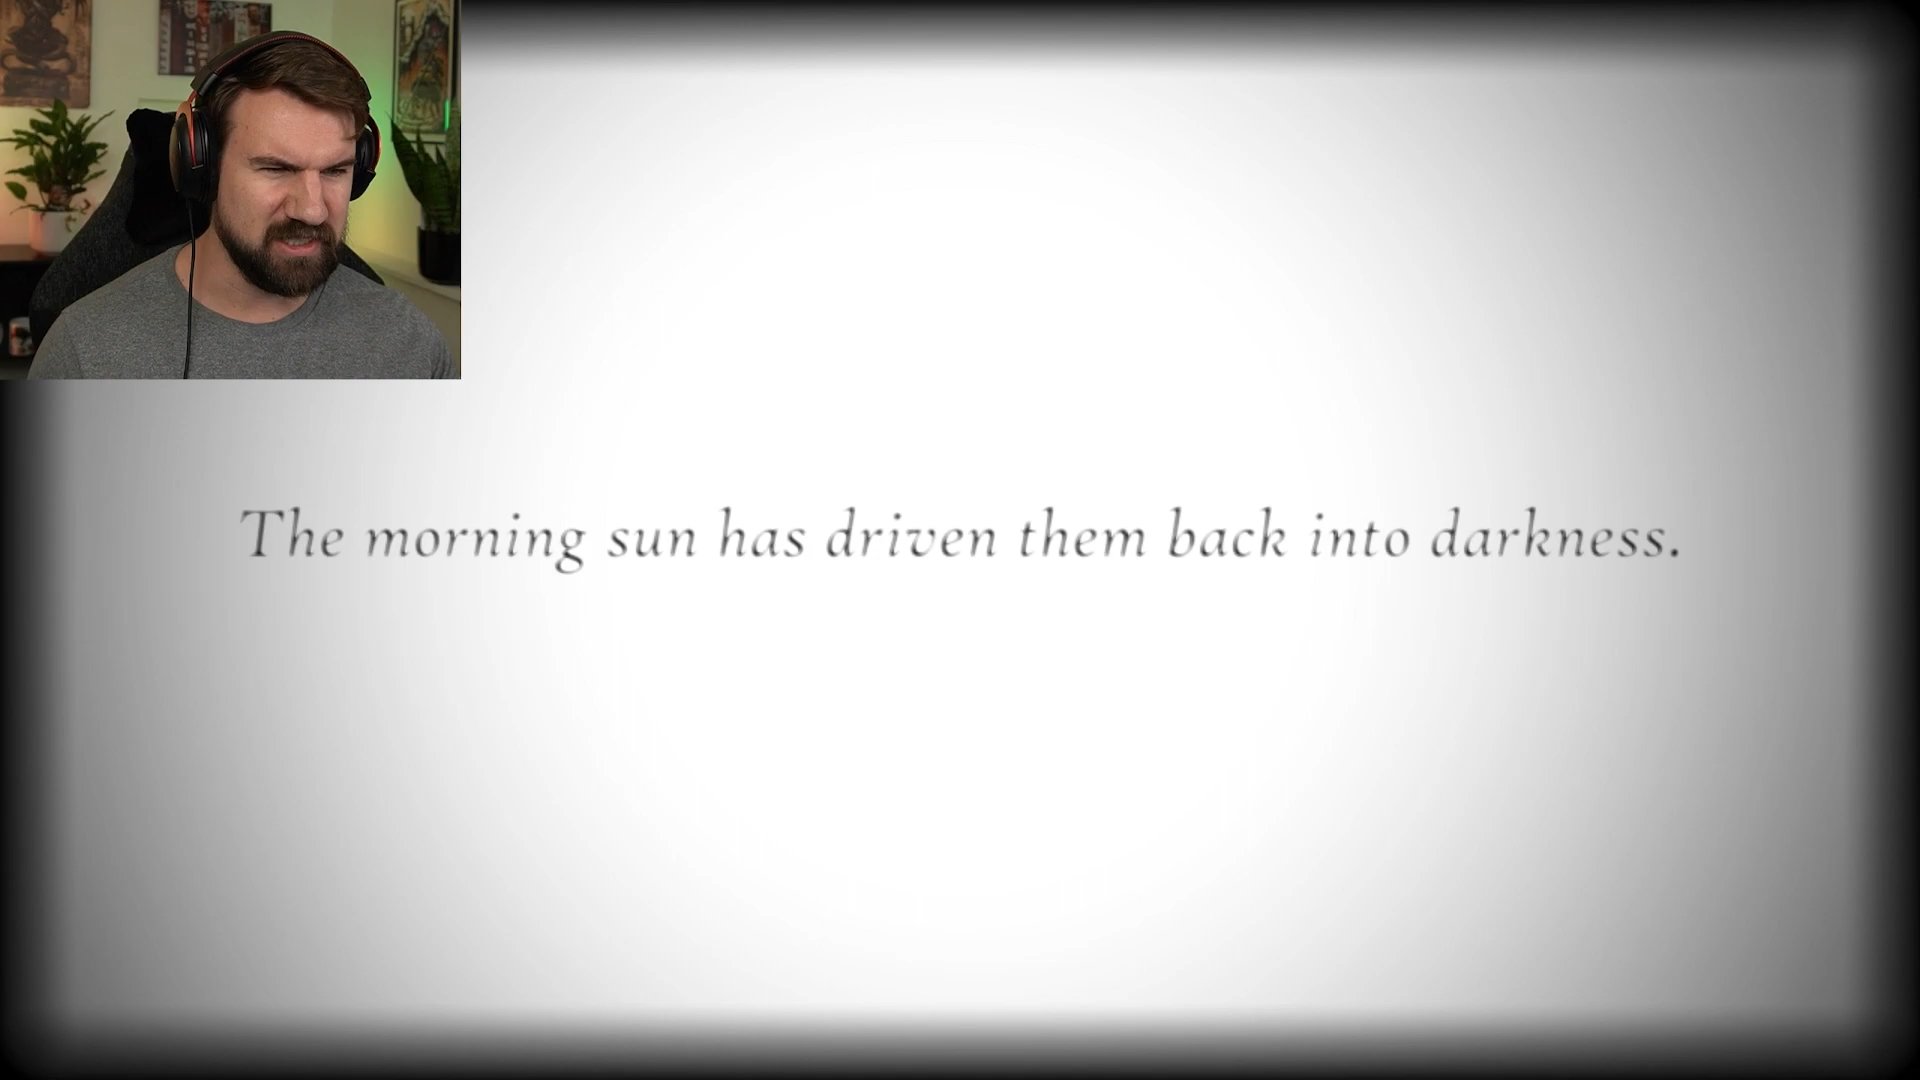 The morning sun has driven them back into darkness.